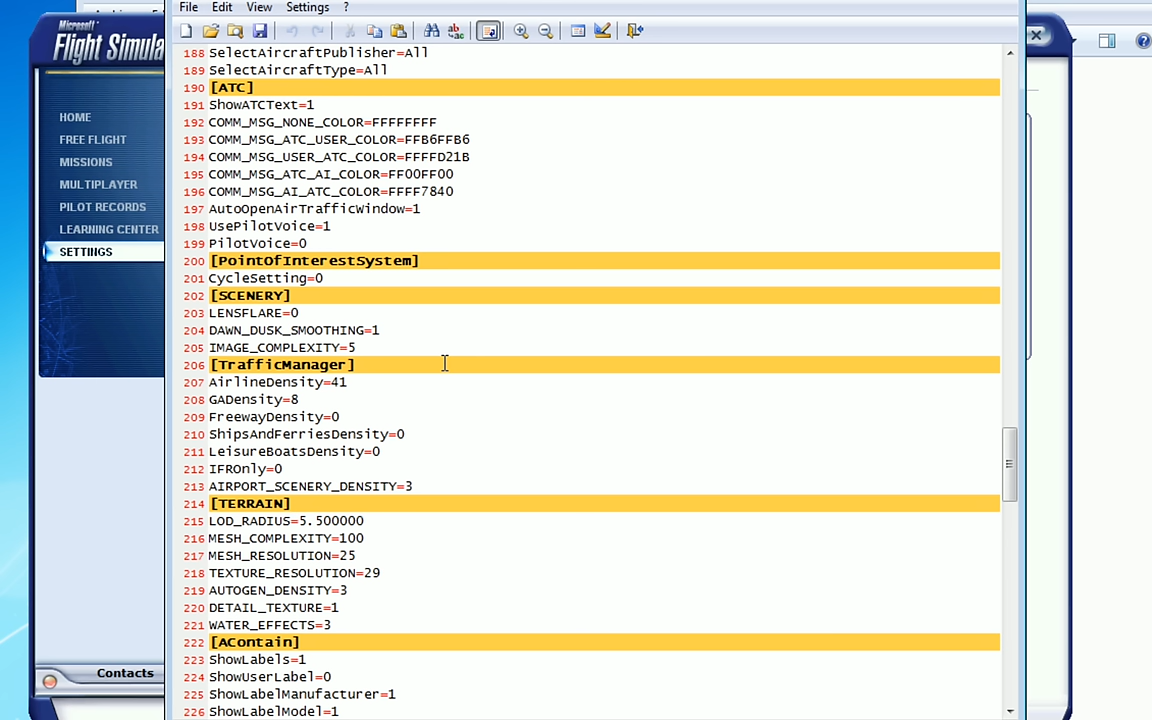 Microsoft
Flight Simula
HOME
FREE FLIGHT
MISSIONS
MULTIPLAYER
PILOT RECORDS
LEARNING CENTER
SETTINGS
Contacts
File Edit View Settings ?
188 SelectAircraftPublisher=All
189 SelectAircraftType=All
190 [ATC]
191 ShowATCText=1
192 COMM_MSG_NONE_COLOR=FFFFFFFF
193 COMM_MSG_ATC_USER_COLOR=FFB6FFB6
194 COMM_MSG_USER_ATC_COLOR=FFFFD21B
195 COMM_MSG_ATC_AI_COLOR=FF00FF00
196 COMM_MSG_AI_ATC_COLOR=FFFF7840
197 AutoOpenAirTrafficWindow=1
198 UsePilotVoice=1
199 PilotVoice=0
200 [PointOfInterestSystem]
201 CycleSetting=0
202 [SCENERY]
203 LENSFLARE=0
204 DAWN_DUSK_SMOOTHING=1
205 IMAGE_COMPLEXITY=5
206 [TrafficManager]
207 AirlineDensity=41
208 GADensity=8
209 FreewayDensity=0
210 ShipsAndFerriesDensity=0
211 LeisureBoatsDensity=0
212 IFROnly=0
213 AIRPORT_SCENERY_DENSITY=3
214 [TERRAIN]
215 LOD_RADIUS=5.500000
216 MESH_COMPLEXITY=100
217 MESH_RESOLUTION=25
218 TEXTURE_RESOLUTION=29
219 AUTOGEN_DENSITY=3
220 DETAIL_TEXTURE=1
221 WATER_EFFECTS=3
222 [AContain]
223 ShowLabels=1
224 ShowUserLabel=0
225 ShowLabelManufacturer=1
226 ShowLabelModel=1